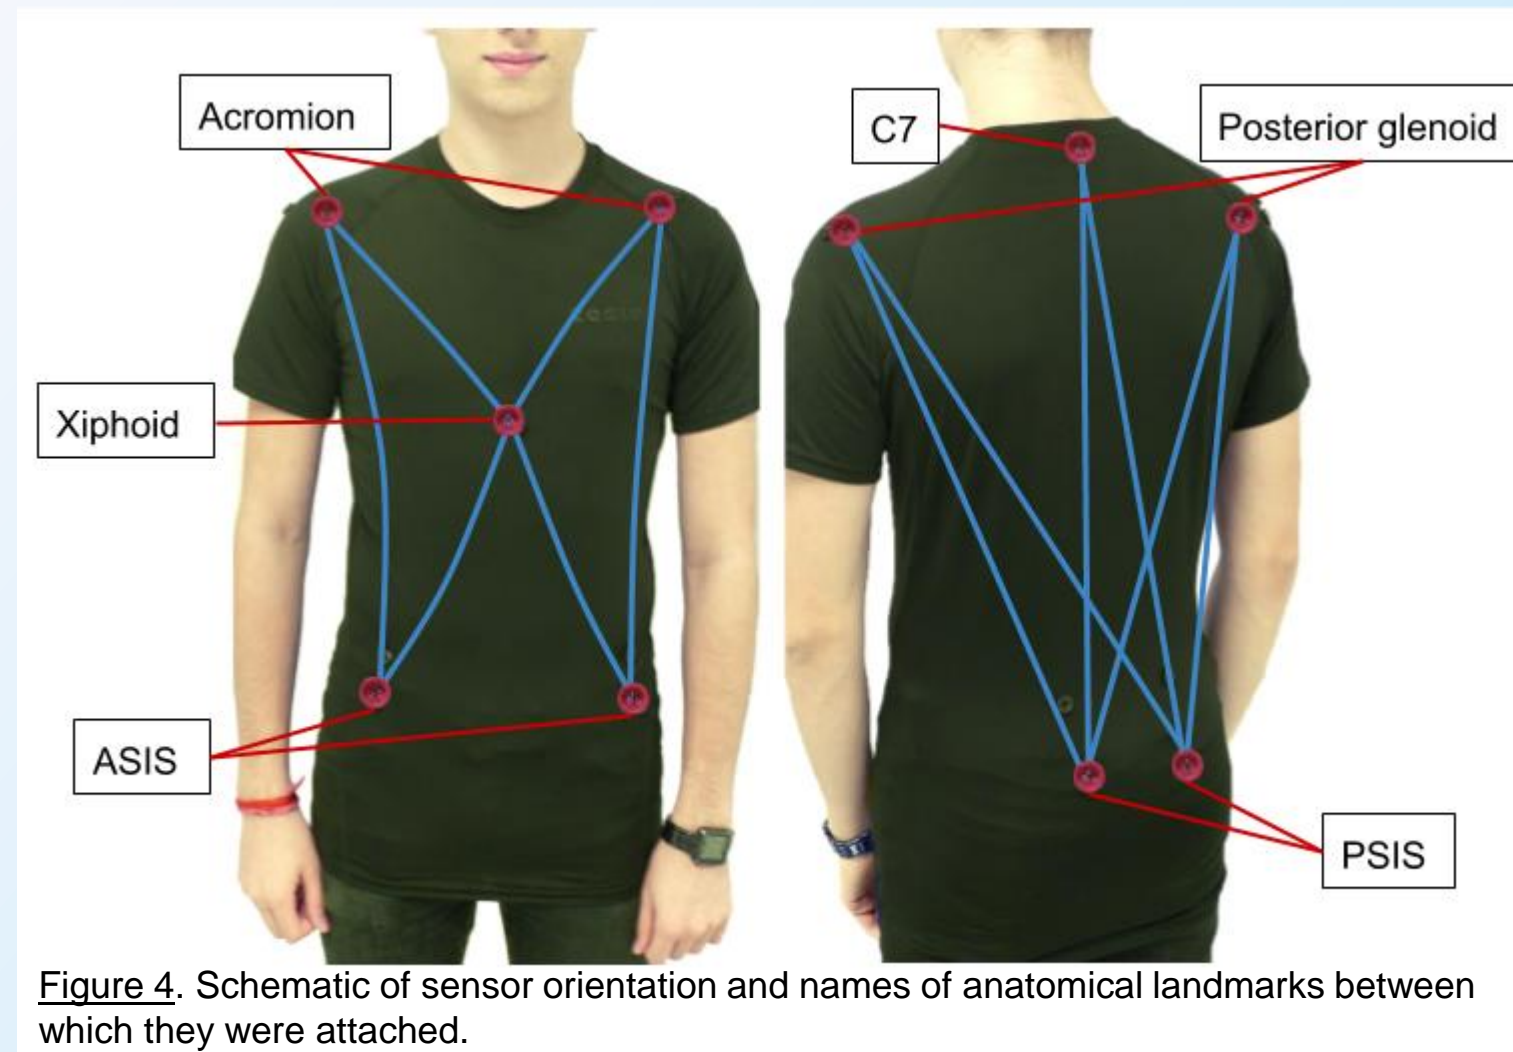 Acromion
C7
Posterior glenoid
Xiphoid
ASIS
PSIS
Figure 4. Schematic of sensor orientation and names of anatomical landmarks between
which they were attached.